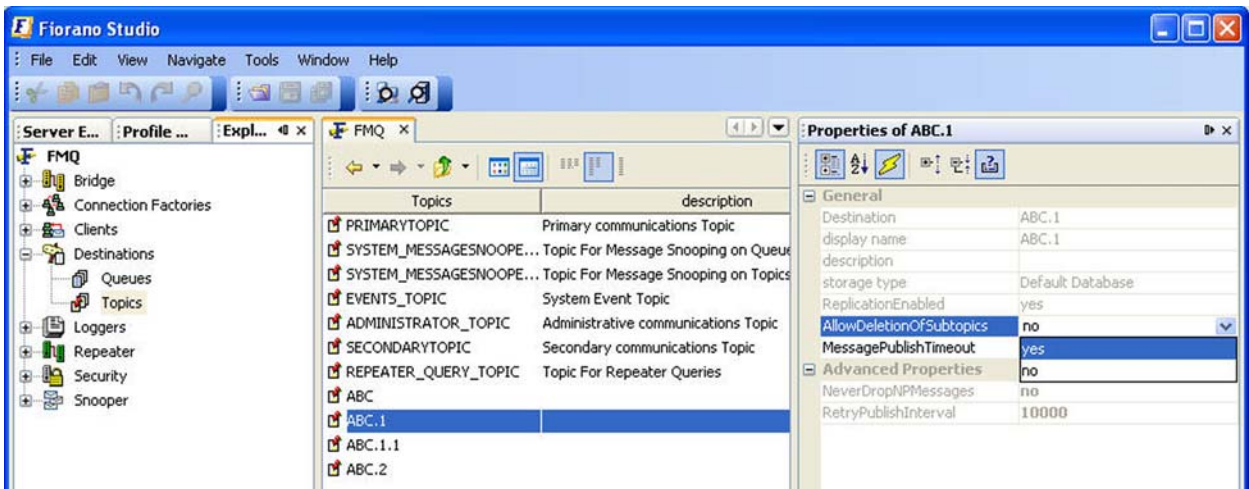 Fiorano Studio
File Edit View Navigate Tools Window Help
Server E... Profile ... Expl...
FMQ
Bridge
Connection Factories
Clients
Destinations
Queues
Topics
Loggers
Repeater
Security
Snooper
FMQ
Topics description
PRIMARYTOPIC Primary communications Topic
SYSTEM_MESSAGESNOOPE... Topic For Message Snooping on Queue
SYSTEM_MESSAGESNOOPE... Topic For Message Snooping on Topics
EVENTS_TOPIC System Event Topic
ADMINISTRATOR_TOPIC Administrative communications Topic
SECONDARYTOPIC Secondary communications Topic
REPEATER_QUERY_TOPIC Topic For Repeater Queries
ABC
ABC.1
ABC.1.1
ABC.2
Properties of ABC.1
General
Destination ABC.1
display name ABC.1
description
storage type Default Database
ReplicationEnabled yes
AllowDeletionOfSubtopics no
MessagePublishTimeout yes
Advanced Properties no
NeverDropNPMessages no
RetryPublishInterval 10000